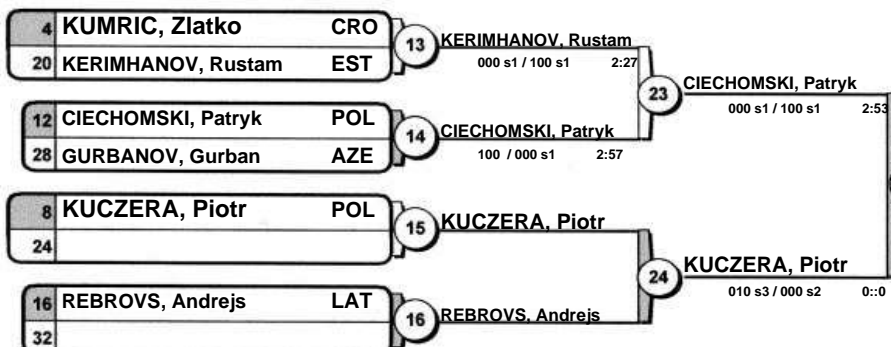 4 KUMRIC, Zlatko CRO
20 KERIMHANOV, Rustam EST
13 KERIMHANOV, Rustam
000 s1 / 100 s1 2:27
12 CIECHOMSKI, Patryk POL
28 GURBANOV, Gurban AZE
14 CIECHOMSKI, Patryk
100 / 000 s1 2:57
23 CIECHOMSKI, Patryk
000 s1 / 100 s1 2:53
8 KUCZERA, Piotr POL
24
15 KUCZERA, Piotr
16 REBROVS, Andrejs LAT
32
16 REBROVS, Andrejs
24 KUCZERA, Piotr
010 s3 / 000 s2 0::0